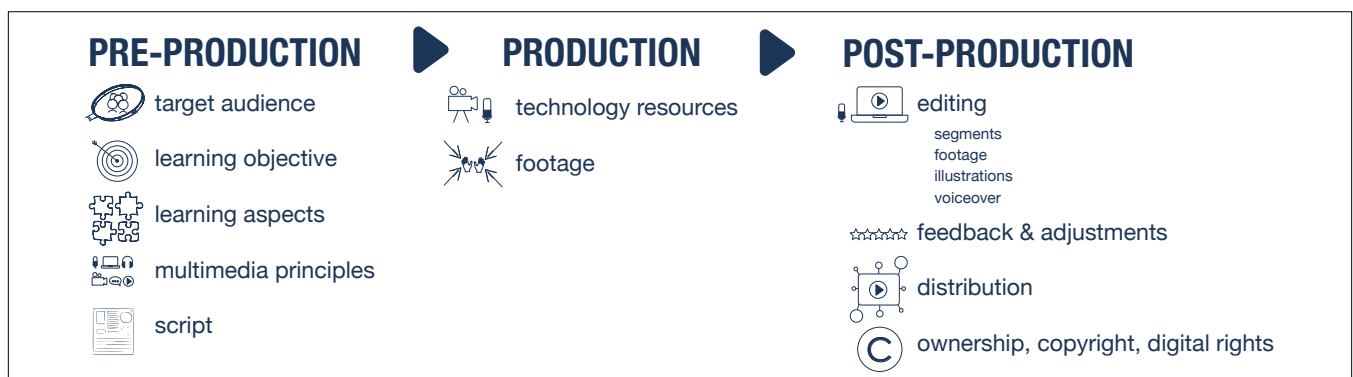 PRE-PRODUCTION
target audience
learning objective
learning aspects
multimedia principles
script
PRODUCTION
technology resources
footage
POST-PRODUCTION
editing
segments
footage
illustrations
voiceover
feedback & adjustments
distribution
C
ownership, copyright, digital rights